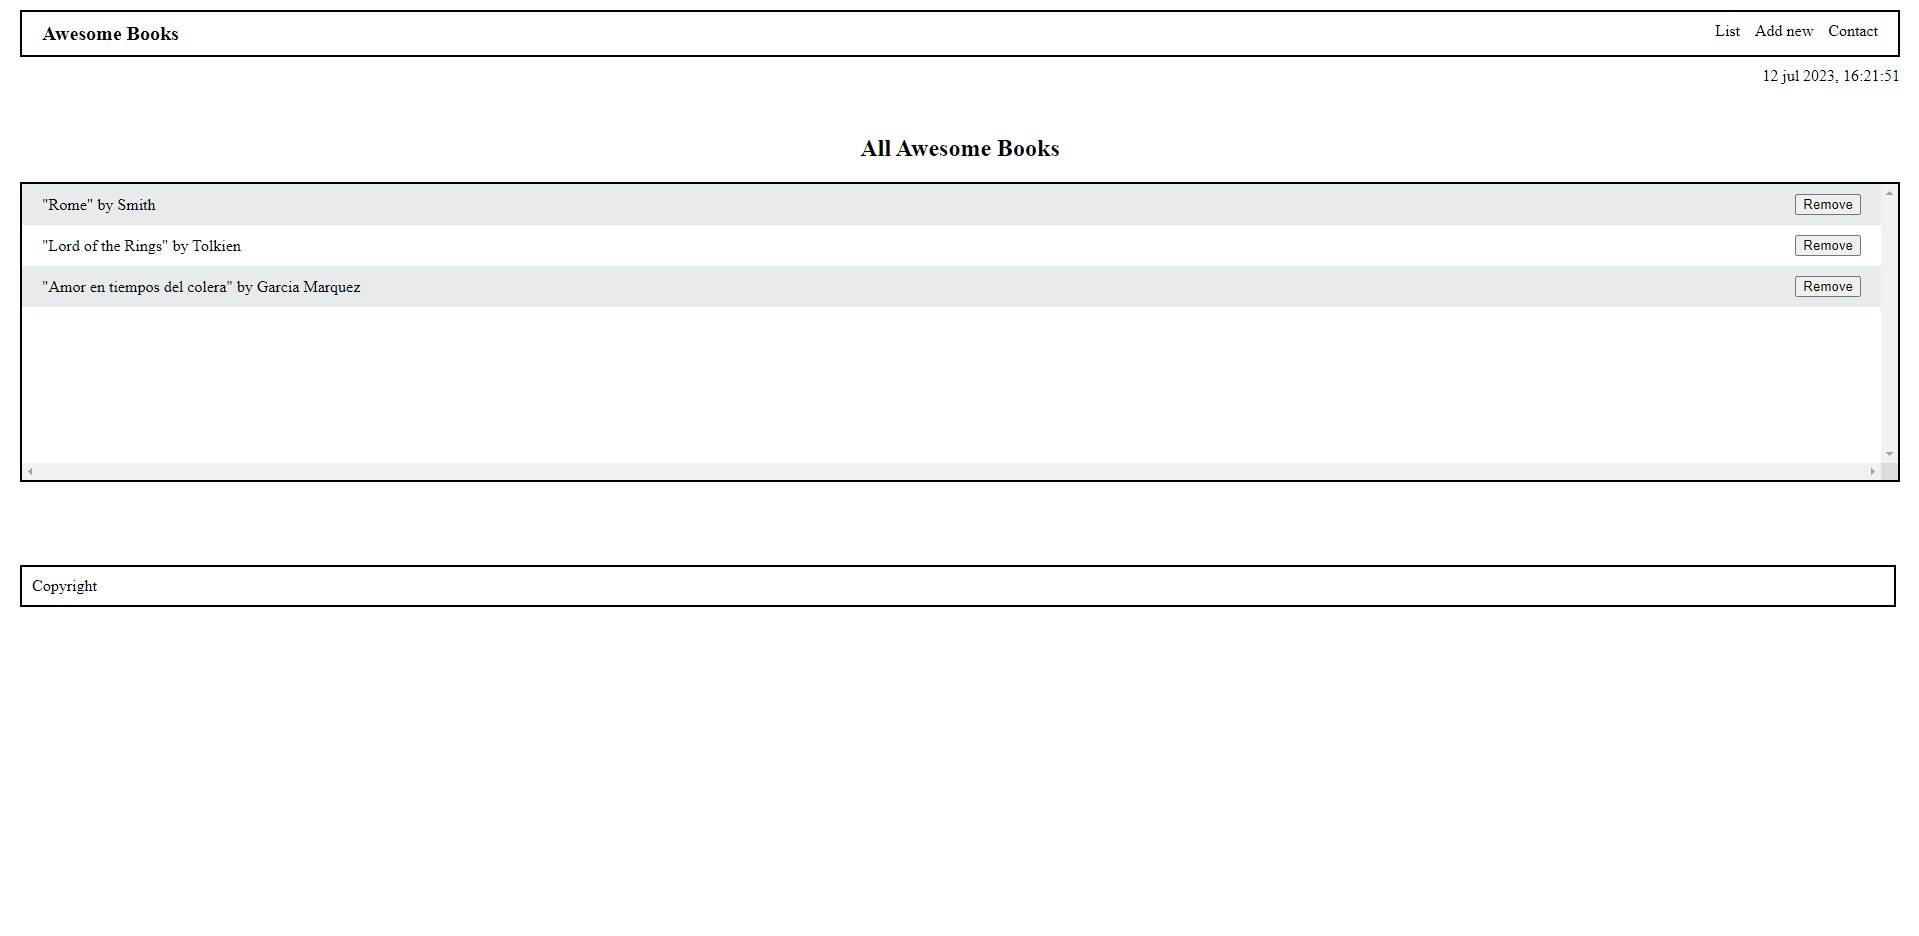 Awesome Books
List Add new Contact
12 jul 2023, 16:21:51
All Awesome Books
"Rome" by Smith Remove
"Lord of the Rings" by Tolkien Remove
"Amor en tiempos del colera" by Garcia Marquez Remove
Copyright